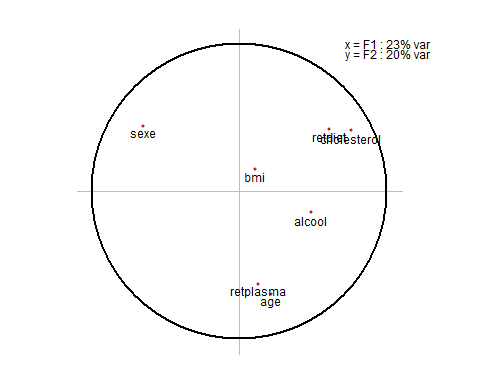 x = F1 : 23% var
y = F2 : 20% var
sexe
retdiet
cholesterol
bmi
alcool
retplasma
age